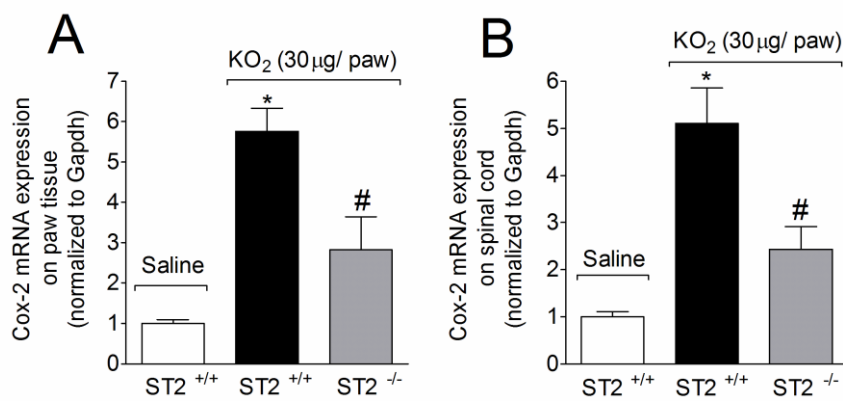 A
KO2 (30µg/ paw)
Cox-2 mRNA expression
on paw tissue
(normalized to Gapdh)
7
6
5
4
3
2
1
0
*
#
Saline
ST2 +/+
ST2 +/+
ST2 -/-
B
KO2 (30µg/ paw)
Cox-2 mRNA expression
on spinal cord
(normalized to Gapdh)
6
5
4
3
2
1
0
*
#
Saline
ST2 +/+
ST2 +/+
ST2 -/-